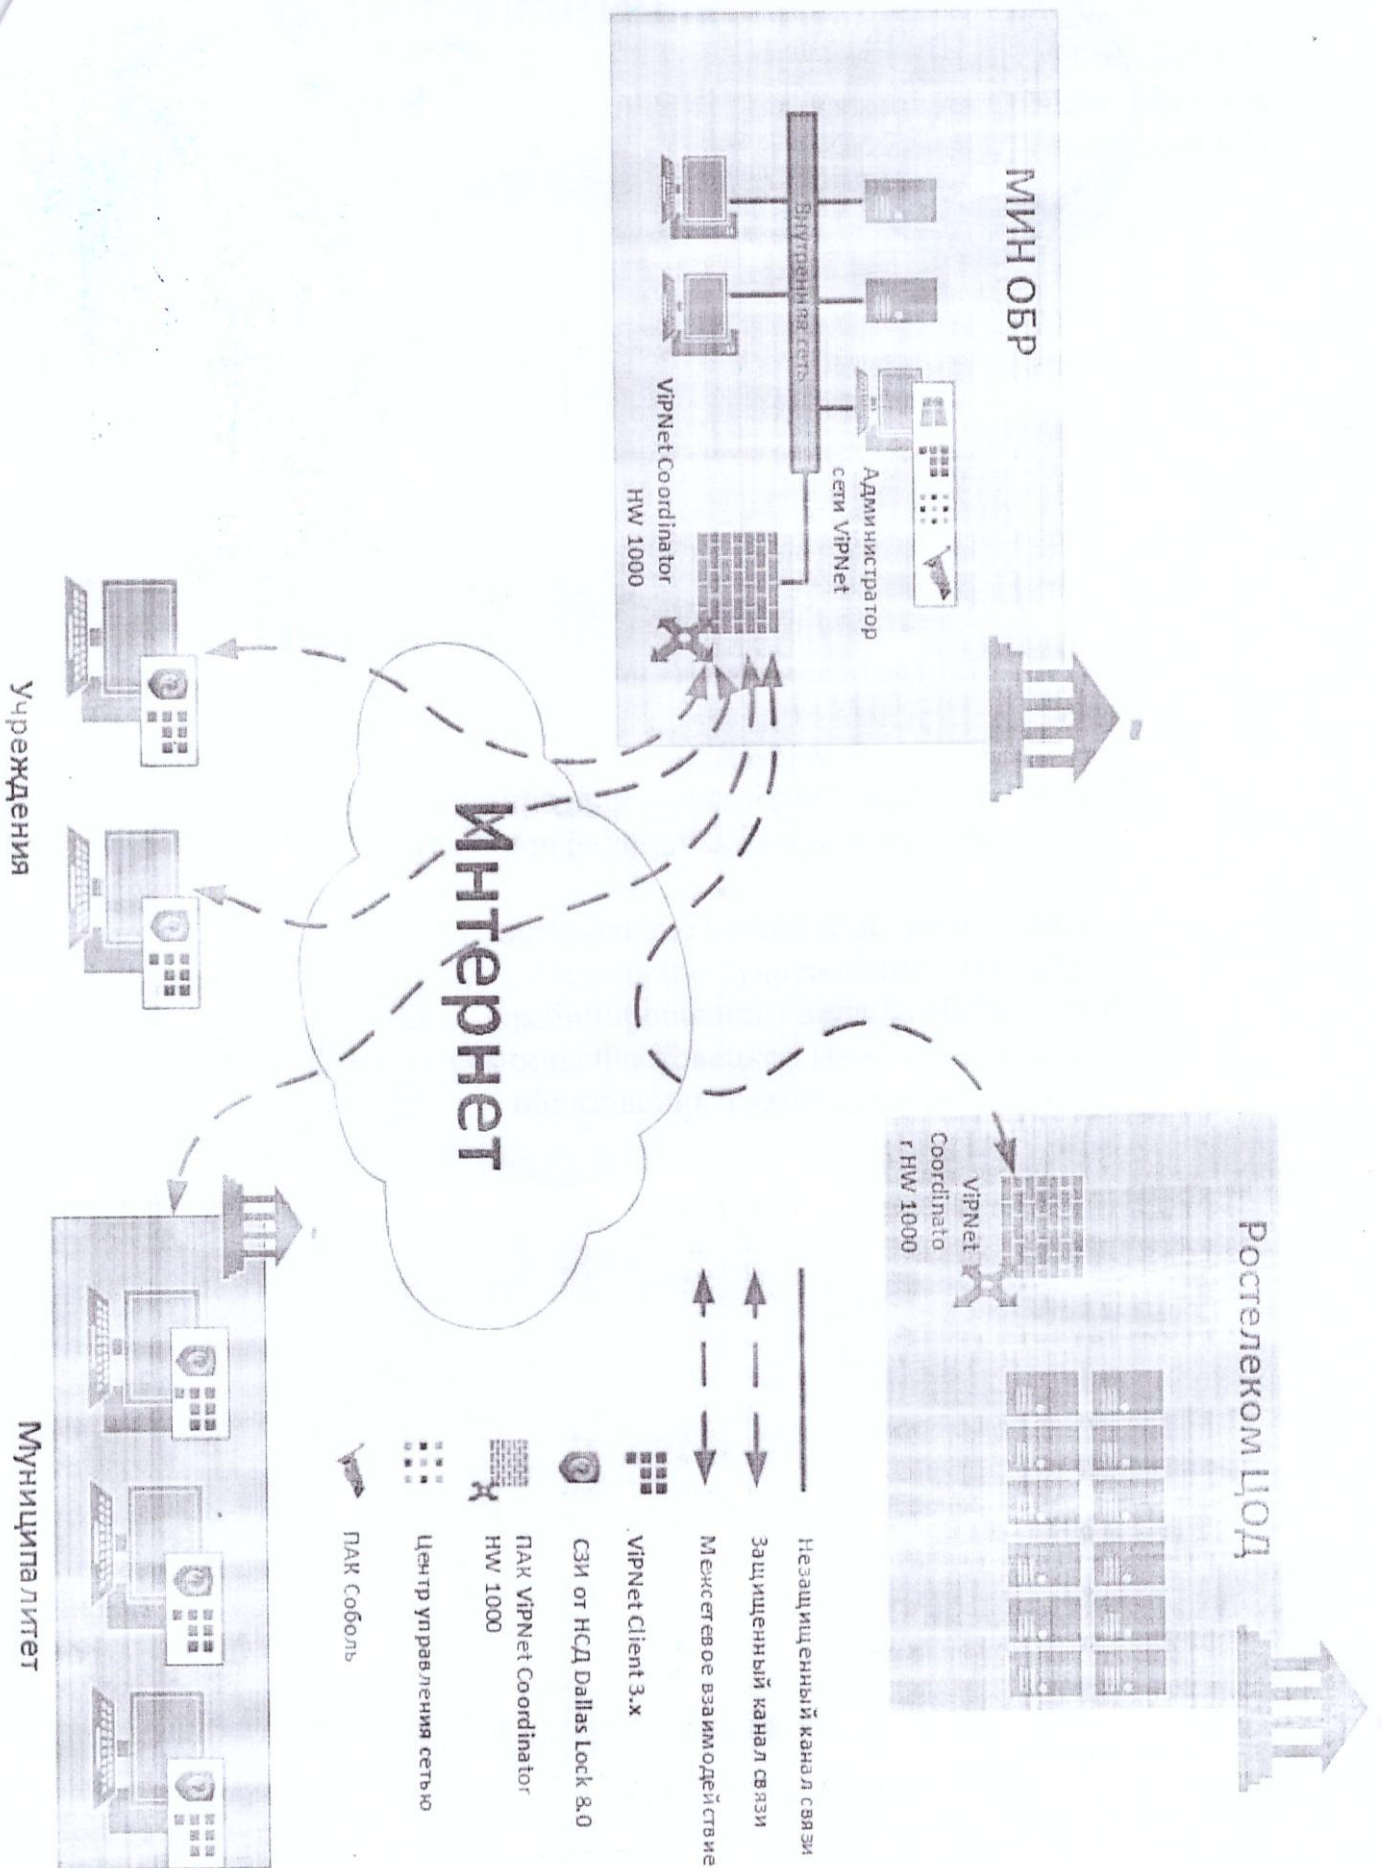 МИН ОБР
Администратор
сети ViPNet
Внутренняя сеть
ViPNet Coordinator
HW 1000
Интернет
Ростелеком ЦОД
ViPNet
Coordinato
r HW 1000
Учреждения
Муниципалитет
Незащищенный канал связи
Защищенный канал связи
Межсетевое взаимодействие
ViPNet Client 3.x
СЗИ от НСД Dallas Lock 8.0
ПАК ViPNet Coordinator
HW 1000
Центр управления сетью
ПАК Соболь